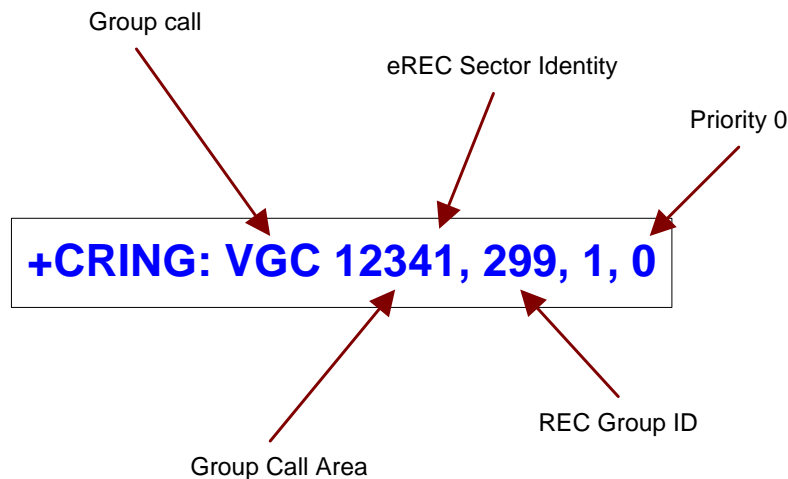 Group call
eREC Sector Identity
Priority 0
+CRING: VGC 12341, 299, 1, 0
REC Group ID
Group Call Area